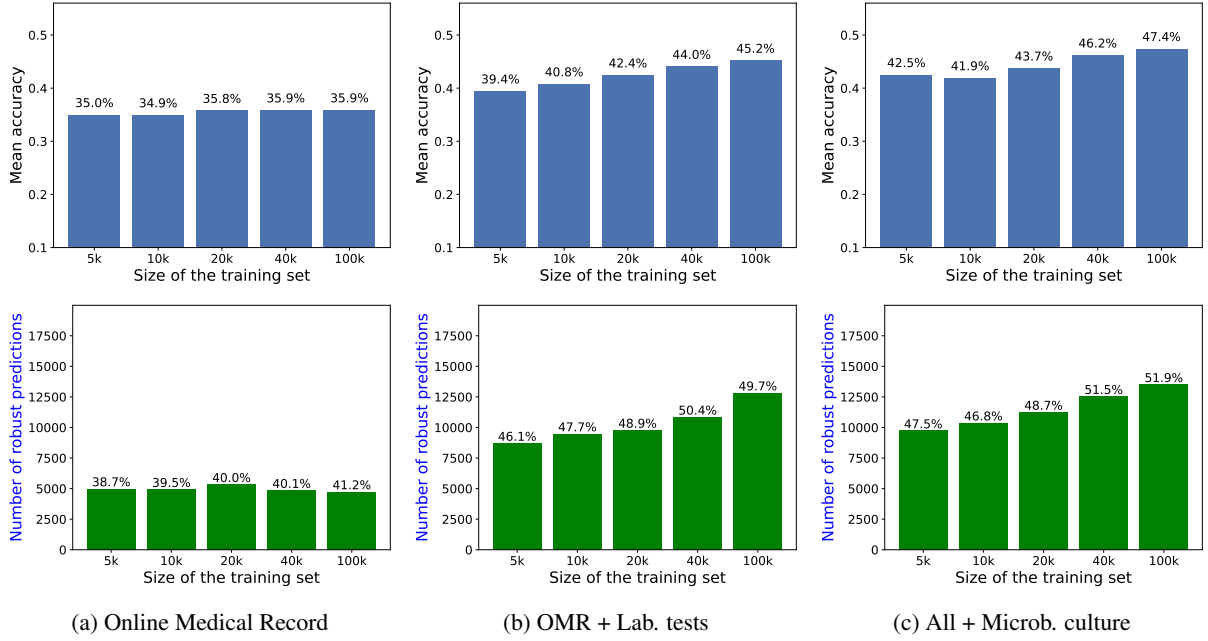 35.0% 34.9% 35.8% 35.9% 35.9%
0.5
0.4
0.3
0.2
0.1
Mean accuracy
5k 10k 20k 40k 100k
Size of the training set
39.4% 40.8% 42.4% 44.0% 45.2%
0.5
0.4
0.3
0.2
0.1
Mean accuracy
5k 10k 20k 40k 100k
Size of the training set
42.5% 41.9% 43.7% 46.2% 47.4%
0.5
0.4
0.3
0.2
0.1
Mean accuracy
5k 10k 20k 40k 100k
Size of the training set
38.7% 39.5% 40.0% 40.1% 41.2%
17500
15000
12500
10000
7500
5000
2500
0
Number of robust predictions
5k 10k 20k 40k 100k
Size of the training set
(a) Online Medical Record
46.1% 47.7% 48.9% 50.4% 49.7%
17500
15000
12500
10000
7500
5000
2500
0
Number of robust predictions
5k 10k 20k 40k 100k
Size of the training set
(b) OMR + Lab. tests
47.5% 46.8% 48.7% 51.5% 51.9%
17500
15000
12500
10000
7500
5000
2500
0
Number of robust predictions
5k 10k 20k 40k 100k
Size of the training set
(c) All + Microb. culture